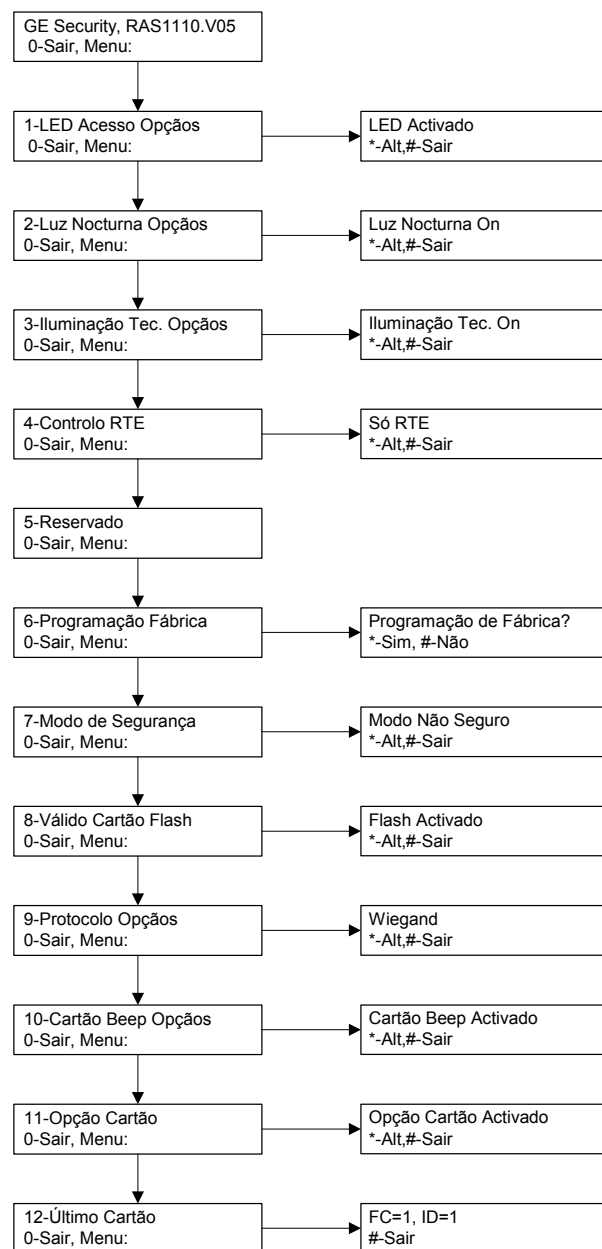 GE Security, RAS1110.V05
0-Sair, Menu:
1-LED Acesso Opçãos
0-Sair, Menu:
LED Activado
*-Alt,#-Sair
2-Luz Nocturna Opçãos
0-Sair, Menu:
Luz Nocturna On
*-Alt,#-Sair
3-Iluminação Tec. Opçãos
0-Sair, Menu:
Iluminação Tec. On
*-Alt,#-Sair
4-Controlo RTE
0-Sair, Menu:
Só RTE
*-Alt,#-Sair
5-Reservado
0-Sair, Menu:
6-Programação Fábrica
0-Sair, Menu:
Programação de Fábrica?
*-Sim, #-Não
7-Modo de Segurança
0-Sair, Menu:
Modo Não Seguro
*-Alt,#-Sair
8-Válido Cartão Flash
0-Sair, Menu:
Flash Activado
*-Alt,#-Sair
9-Protocolo Opçãos
0-Sair, Menu:
Wiegand
*-Alt,#-Sair
10-Cartão Beep Opçãos
0-Sair, Menu:
Cartão Beep Activado
*-Alt,#-Sair
11-Opção Cartão
0-Sair, Menu:
Opção Cartão Activado
*-Alt,#-Sair
12-Último Cartão
0-Sair, Menu:
FC=1, ID=1
#-Sair